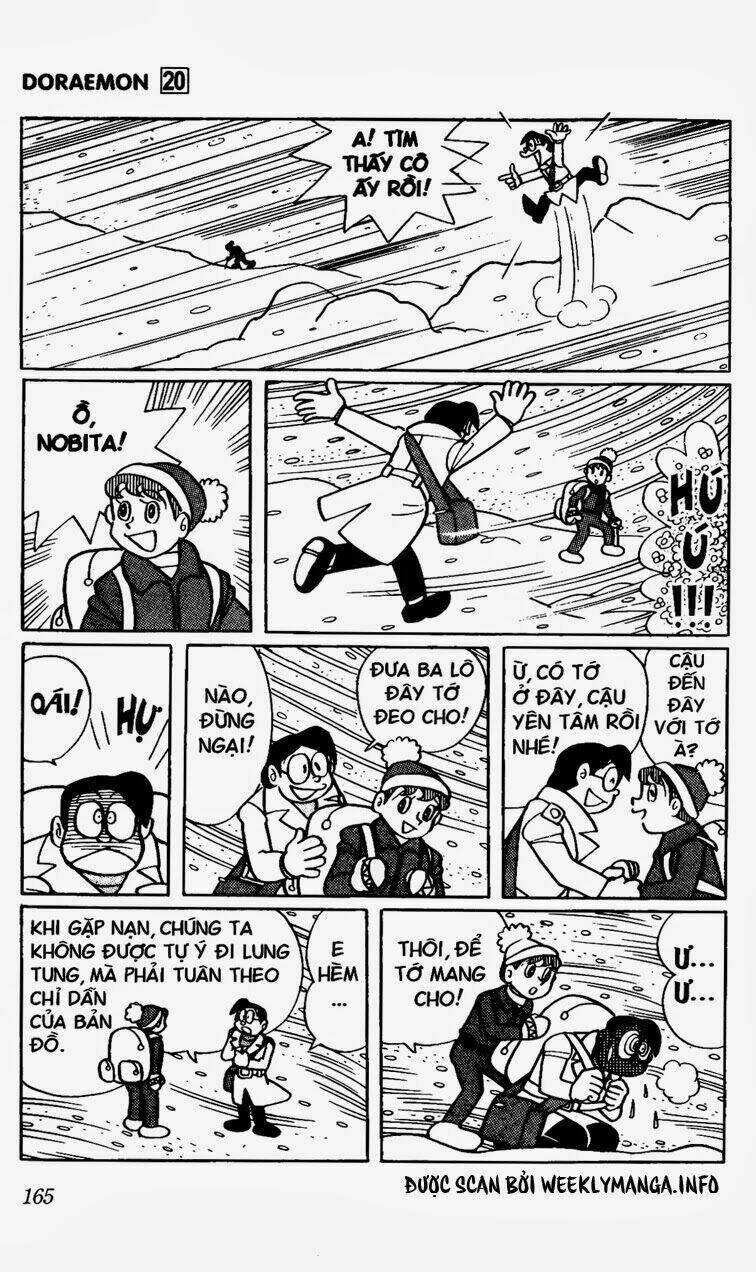 DORAEMON 20
A! TÌM
THẤY CÔ
ẤY RỒI!
Ồ,
NOBITA!
HÚ
Ú
!!!
ĐƯA BA LÔ
ĐÂY TỚ
ĐEO CHO!
NÀO,
ĐỪNG
NGẠI!
OÁI!
HỰ
CẬU
ĐẾN
ĐÂY
VỚI TỚ
À?
Ừ, CÓ TỚ
Ở ĐÂY, CẬU
YÊN TÂM RỒI
NHÉ!
KHI GẶP NẠN, CHÚNG TA
KHÔNG ĐƯỢC TỰ Ý ĐI LUNG
TUNG, MÀ PHẢI TUÂN THEO
CHỈ DẪN
CỦA BẢN
ĐỒ.
E
HÈM
...
THÔI, ĐỂ
TỚ MANG
CHO!
Ư...
Ư...
165
ĐƯỢC SCAN BỞI WEEKLYMANGA.INFO